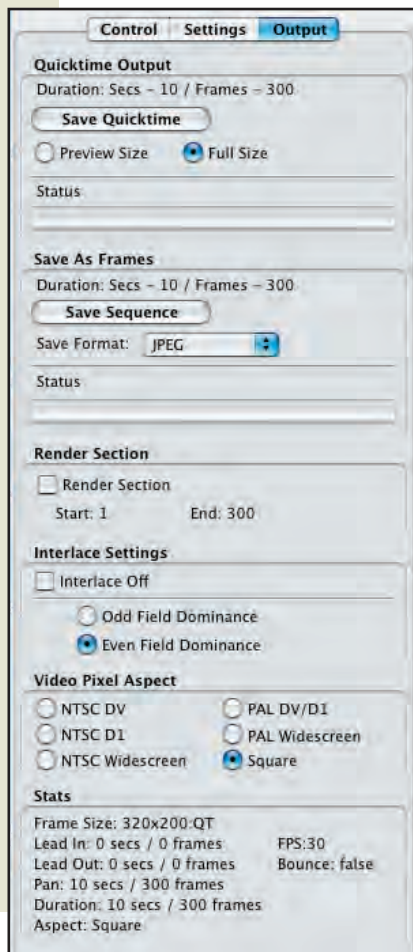 Control Settings Output
Quicktime Output
Duration: Secs – 10 / Frames – 300
Save Quicktime
Preview Size Full Size
Status
Save As Frames
Duration: Secs – 10 / Frames – 300
Save Sequence
Save Format: JPEG
Status
Render Section
Render Section
Start: 1 End: 300
Interlace Settings
Interlace Off
Odd Field Dominance
Even Field Dominance
Video Pixel Aspect
NTSC DV PAL DV/D1
NTSC D1 PAL Widescreen
NTSC Widescreen Square
Stats
Frame Size: 320x200:QT
Lead In: 0 secs / 0 frames FPS:30
Lead Out: 0 secs / 0 frames Bounce: false
Pan: 10 secs / 300 frames
Duration: 10 secs / 300 frames
Aspect: Square